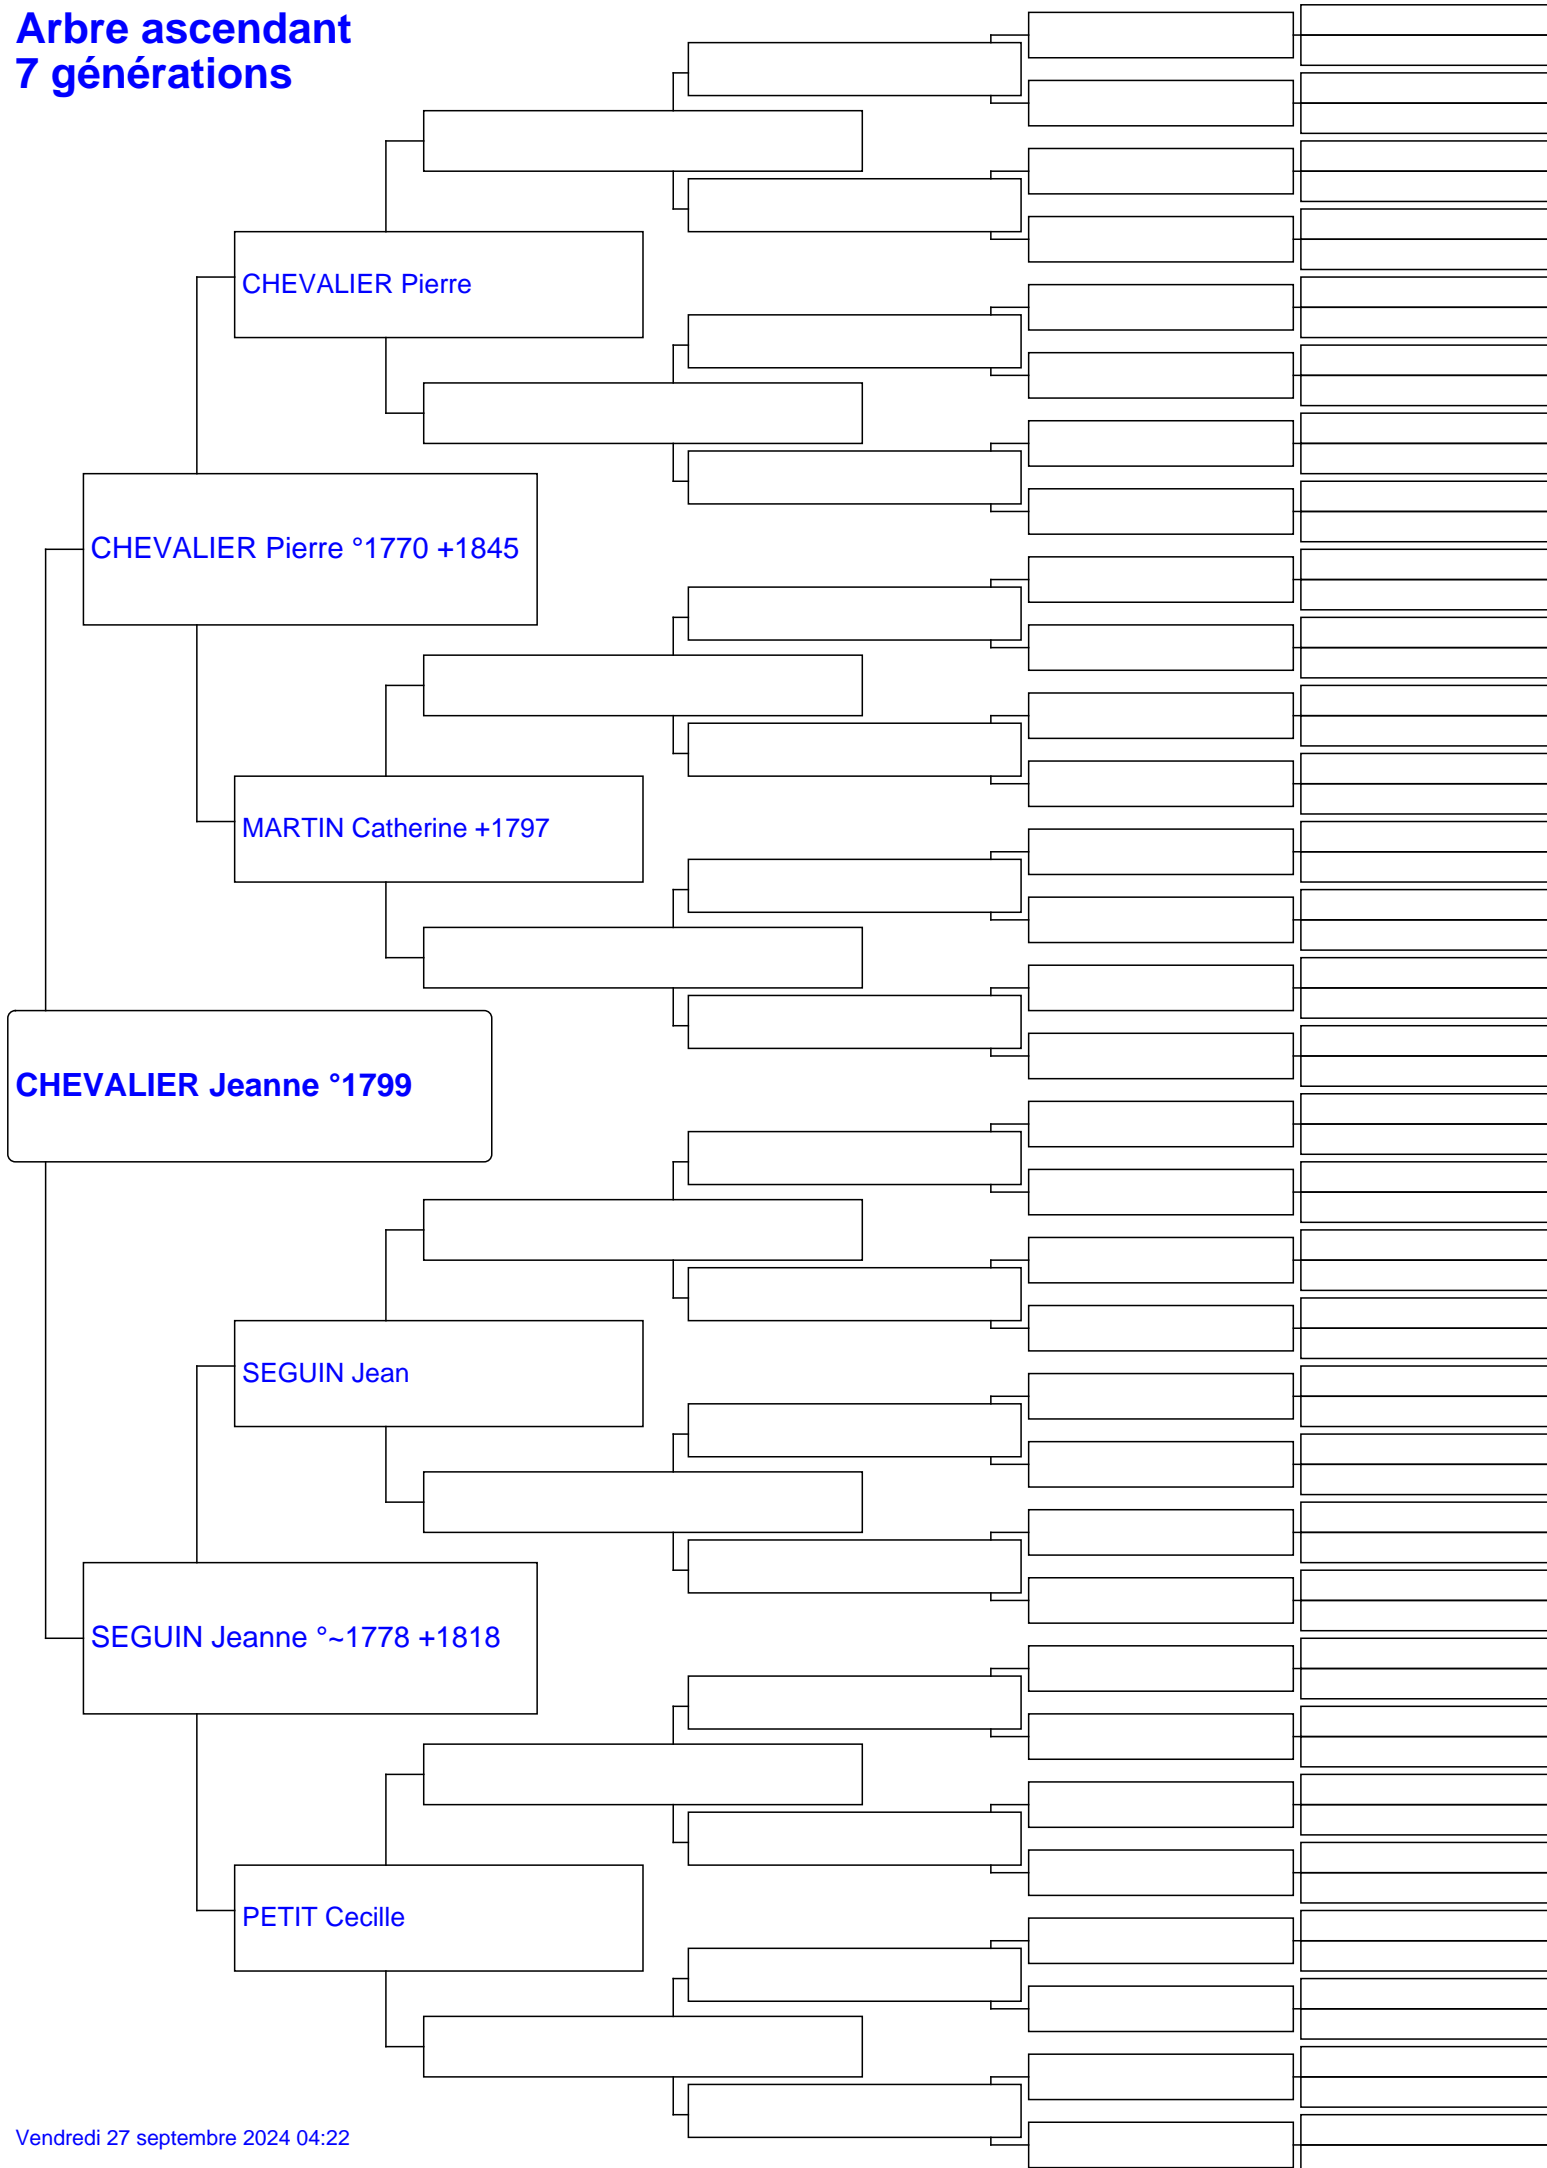 Arbre ascendant
7 générations
CHEVALIER Pierre
CHEVALIER Pierre °1770 +1845
MARTIN Catherine +1797
CHEVALIER Jeanne °1799
SEGUIN Jean
SEGUIN Jeanne °~1778 +1818
PETIT Cecille
Vendredi 27 septembre 2024 04:22